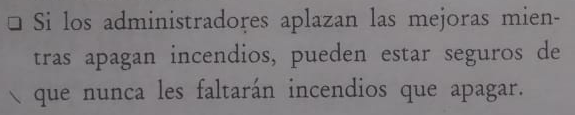 ❑ Si los administradores aplazan las mejoras mien-
tras apagan incendios, pueden estar seguros de
que nunca les faltarán incendios que apagar.